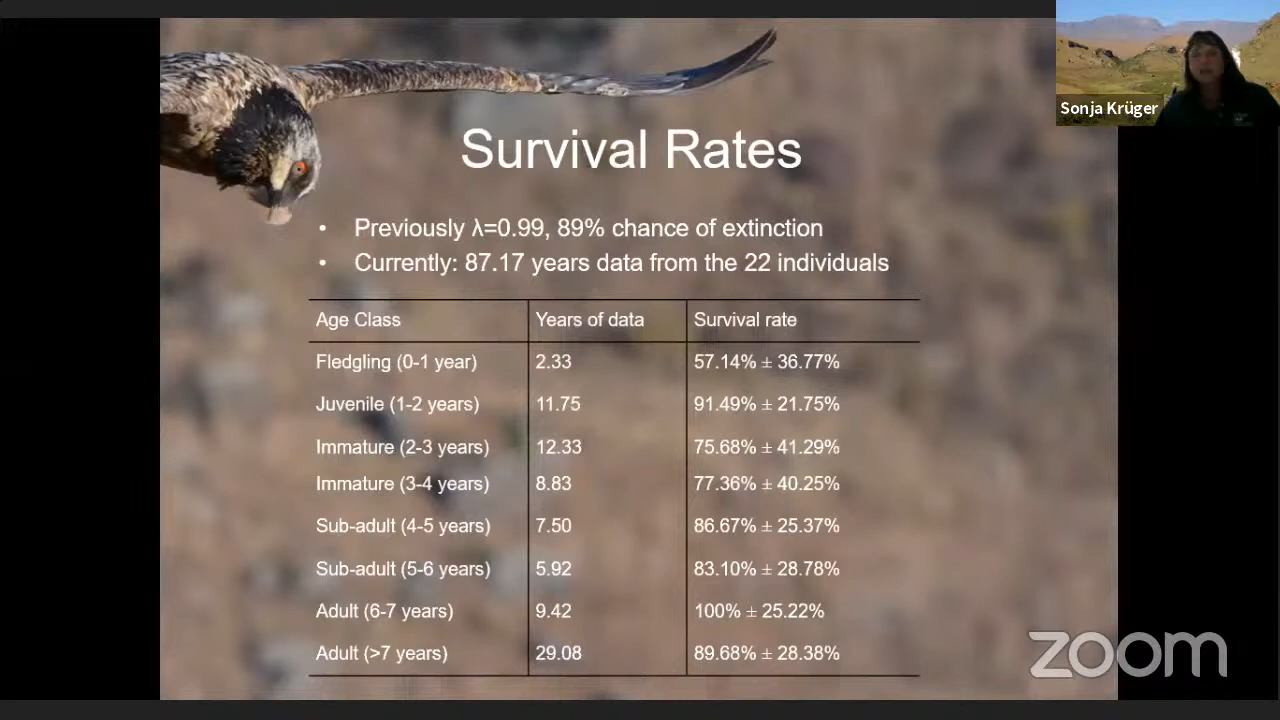 Sonja Krüger
Survival Rates
• Previously λ=0.99, 89% chance of extinction
• Currently: 87.17 years data from the 22 individuals
Age Class Years of data Survival rate
Fledgling (0-1 year) 2.33 57.14% ± 36.77%
Juvenile (1-2 years) 11.75 91.49% ± 21.75%
Immature (2-3 years) 12.33 75.68% ± 41.29%
Immature (3-4 years) 8.83 77.36% ± 40.25%
Sub-adult (4-5 years) 7.50 86.67% ± 25.37%
Sub-adult (5-6 years) 5.92 83.10% ± 28.78%
Adult (6-7 years) 9.42 100% ± 25.22%
Adult (>7 years) 29.08 89.68% ± 28.38%
zoom